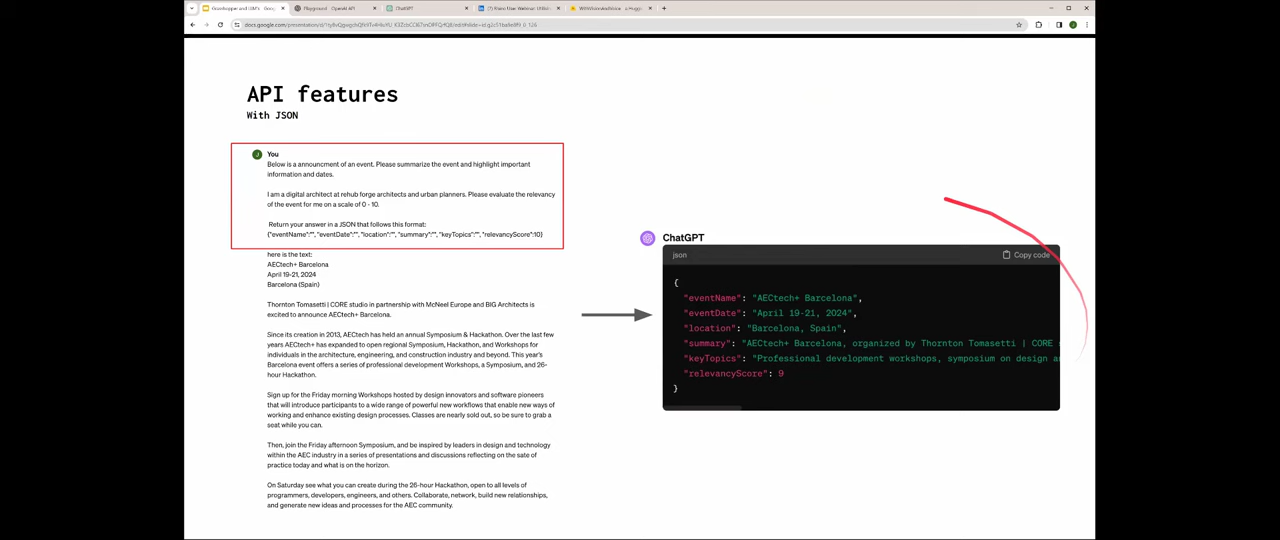 Grasshopper and LLM's - Goog
Playground - OpenAI API
ChatGPT
API features
With JSON
You
Below is a announcment of an event. Please summarize the event and highlight important
information and dates.
I am a digital architect at rehub forge architects and urban planners. Please evaluate the relevancy
of the event for me on a scale of 0 - 10.
Return your answer in a JSON that follows this format:
{"eventName":"", "eventDate":"", "location":"", "summary":"", "keyTopics":"", "relevancyScore":10}
here is the text:
AECtech+ Barcelona
April 19-21, 2024
Barcelona (Spain)
Thornton Tomasetti | CORE studio in partnership with McNeel Europe and BIG Architects is
excited to announce AECtech+ Barcelona.
Since its creation in 2013, AECtech has held an annual Symposium & Hackathon. Over the last few
years AECtech+ has expanded to open regional Symposium, Hackathon, and Workshops for
individuals in the architecture, engineering, and construction industry and beyond. This year's
Barcelona event offers a series of professional development Workshops, a Symposium, and 26-
hour Hackathon.
Sign up for the Friday morning Workshops hosted by design innovators and software pioneers
that will introduce participants to a wide range of powerful new workflows that enable new ways of
working and enhance existing design processes. Classes are nearly sold out, so be sure to grab a
seat while you can.
Then, join the Friday afternoon Symposium, and be inspired by leaders in design and technology
within the AEC industry in a series of presentations and discussions reflecting on the sate of
practice today and what is on the horizon.
On Saturday see what you can create during the 26-hour Hackathon, open to all levels of
programmers, developers, engineers, and others. Collaborate, network, build new relationships,
and generate new ideas and processes for the AEC community.
ChatGPT
json
Copy code
{
"eventName": "AECtech+ Barcelona",
"eventDate": "April 19-21, 2024",
"location": "Barcelona, Spain",
"summary": "AECtech+ Barcelona, organized by Thornton Tomasetti | CORE s
"keyTopics": "Professional development workshops, symposium on design a
"relevancyScore": 9
}